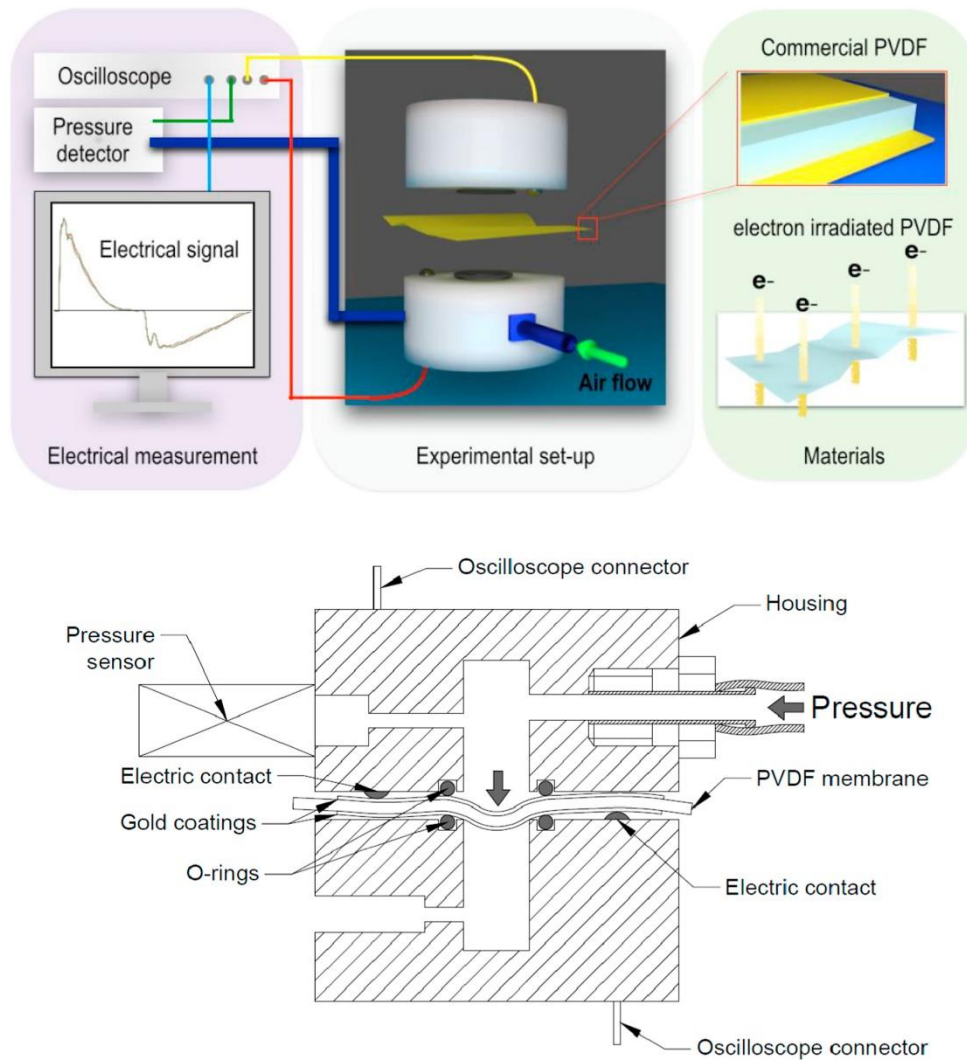 Oscilloscope
Pressure
detector
Electrical signal
Electrical measurement
Air flow
Experimental set-up
Commercial PVDF
electron irradiated PVDF
e-
e-
e-
e-
Materials
Oscilloscope connector
Housing
Pressure
sensor
Pressure
Electric contact
PVDF membrane
Gold coatings
O-rings
Electric contact
Oscilloscope connector